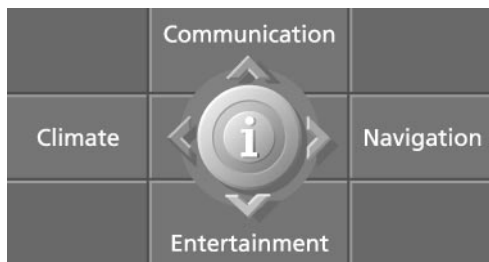 Communication
Climate
i
Navigation
Entertainment